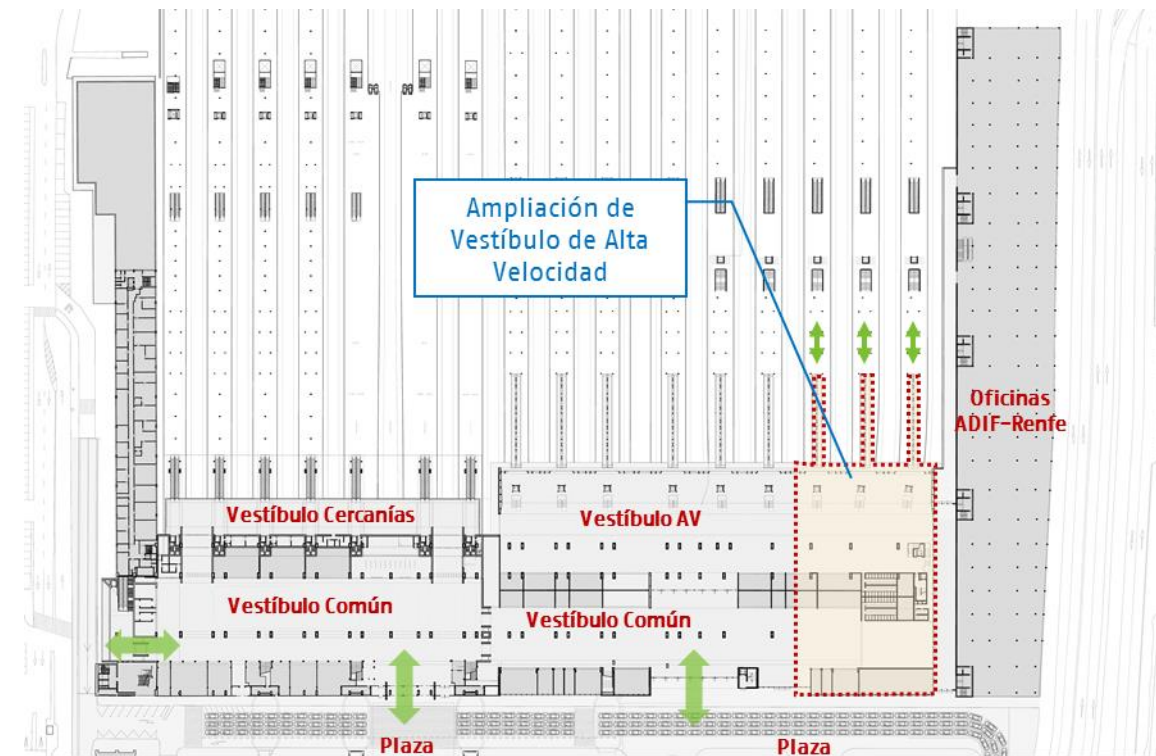 Ampliación de
Vestíbulo de Alta
Velocidad
Oficinas
ADIF-Renfe
Vestíbulo Cercanías
Vestíbulo AV
Vestíbulo Común
Vestíbulo Común
Plaza
Plaza